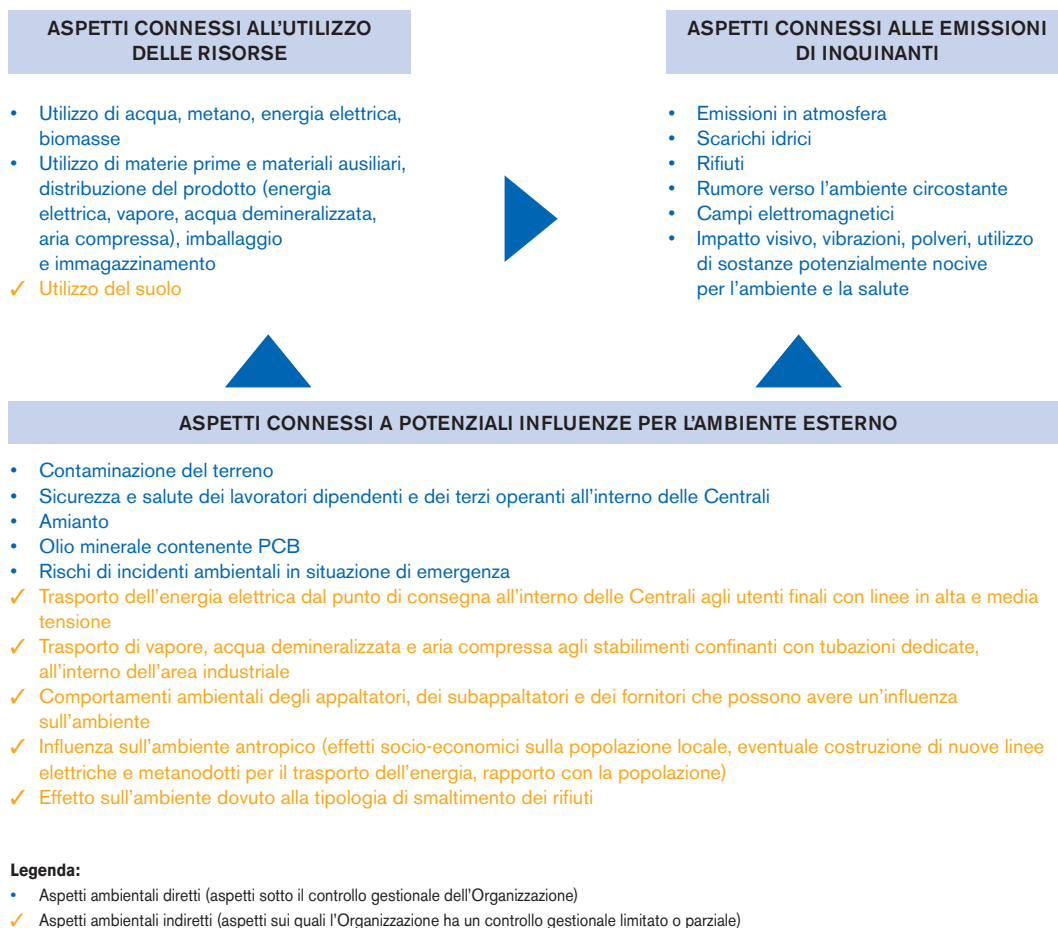 ASPETTI CONNESSI ALL'UTILIZZO
DELLE RISORSE
• Utilizzo di acqua, metano, energia elettrica,
biomasse
• Utilizzo di materie prime e materiali ausiliari,
distribuzione del prodotto (energia
elettrica, vapore, acqua demineralizzata,
aria compressa), imballaggio
e immagazzinamento
✓ Utilizzo del suolo
ASPETTI CONNESSI ALLE EMISSIONI
DI INQUINANTI
• Emissioni in atmosfera
• Scarichi idrici
• Rifiuti
• Rumore verso l'ambiente circostante
• Campi elettromagnetici
• Impatto visivo, vibrazioni, polveri, utilizzo
di sostanze potenzialmente nocive
per l'ambiente e la salute
ASPETTI CONNESSI A POTENZIALI INFLUENZE PER L'AMBIENTE ESTERNO
• Contaminazione del terreno
• Sicurezza e salute dei lavoratori dipendenti e dei terzi operanti all'interno delle Centrali
• Amianto
• Olio minerale contenente PCB
• Rischi di incidenti ambientali in situazione di emergenza
✓ Trasporto dell'energia elettrica dal punto di consegna all'interno delle Centrali agli utenti finali con linee in alta e media
tensione
✓ Trasporto di vapore, acqua demineralizzata e aria compressa agli stabilimenti confinanti con tubazioni dedicate,
all'interno dell'area industriale
✓ Comportamenti ambientali degli appaltatori, dei subappaltatori e dei fornitori che possono avere un'influenza
sull'ambiente
✓ Influenza sull'ambiente antropico (effetti socio-economici sulla popolazione locale, eventuale costruzione di nuove linee
elettriche e metanodotti per il trasporto dell'energia, rapporto con la popolazione)
✓ Effetto sull'ambiente dovuto alla tipologia di smaltimento dei rifiuti
Legenda:
• Aspetti ambientali diretti (aspetti sotto il controllo gestionale dell'Organizzazione)
✓ Aspetti ambientali indiretti (aspetti sui quali l'Organizzazione ha un controllo gestionale limitato o parziale)